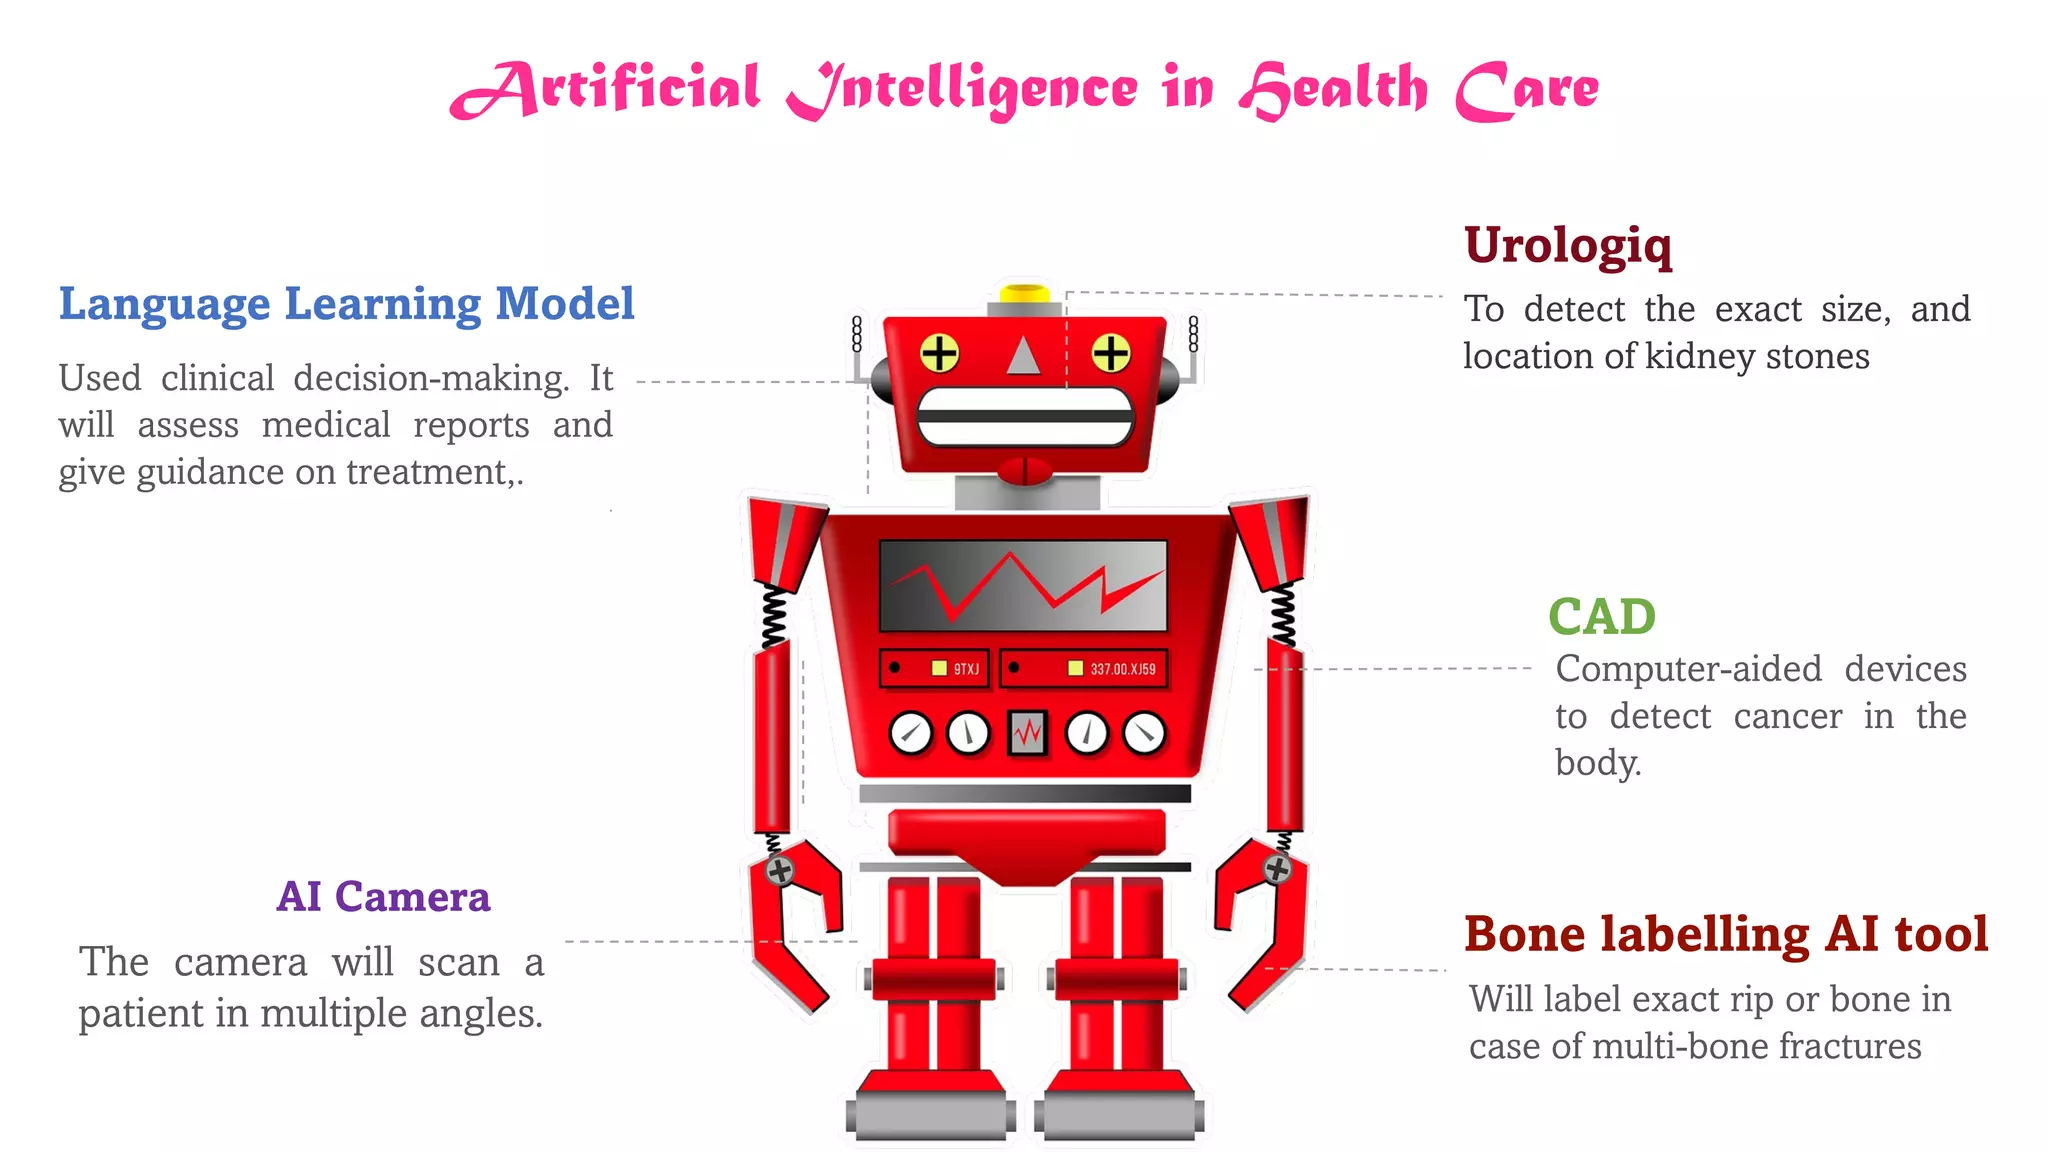 Artificial Intelligence in Health Care
Language Learning Model
Used clinical decision-making. It
will assess medical reports and
give guidance on treatment,.
.
Urologiq
To detect the exact size, and
location of kidney stones
9TXJ
337.00.XJ59
CAD
Computer-aided devices
to detect cancer in the
body.
AI Camera
The camera will scan a
patient in multiple angles.
Bone labelling AI tool
Will label exact rip or bone in
case of multi-bone fractures